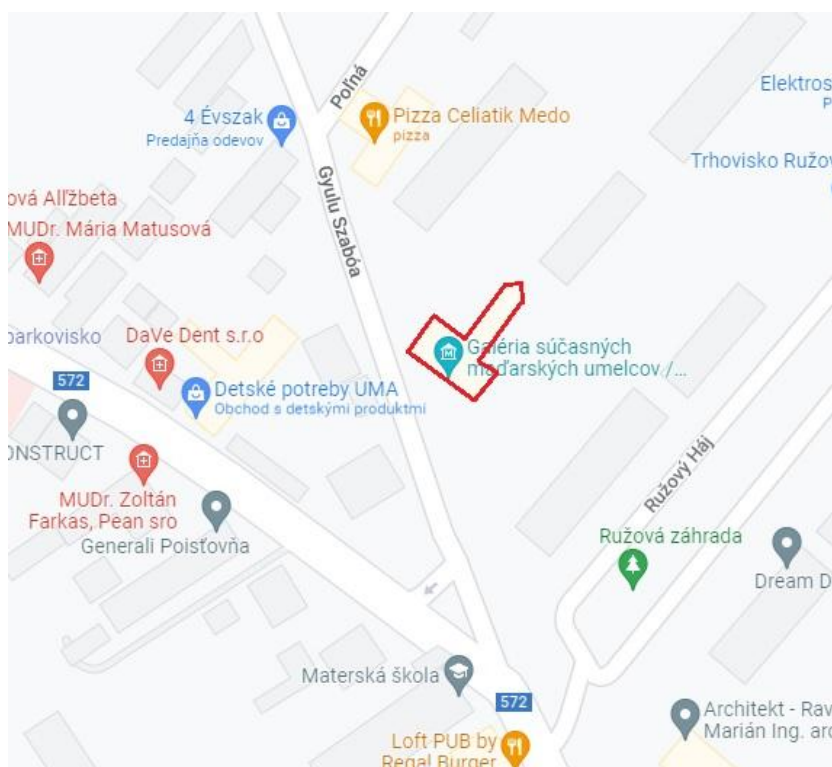 Poľná
4 Évszak
Predajňa odevov
Pizza Celiatik Medo
pizza
Elektros
P
Trhovisko Ružov
Gyulu Szabóa
ová Alľžbeta
MUDr. Mária Matusová
parkovisko
DaVe Dent s.r.o
572
Detské potreby UMA
Obchod s detskými produktmi
Galéria súčasných
maďarských umelcov /...
ONSTRUCT
MUDr. Zoltán
Farkas, Pean sro
Generali Poisťovňa
Ružový Háj
Ružová záhrada
Dream D
Materská škola
572
Architekt - Rav
Marián Ing. arc
Loft PUB by
Regal Burger